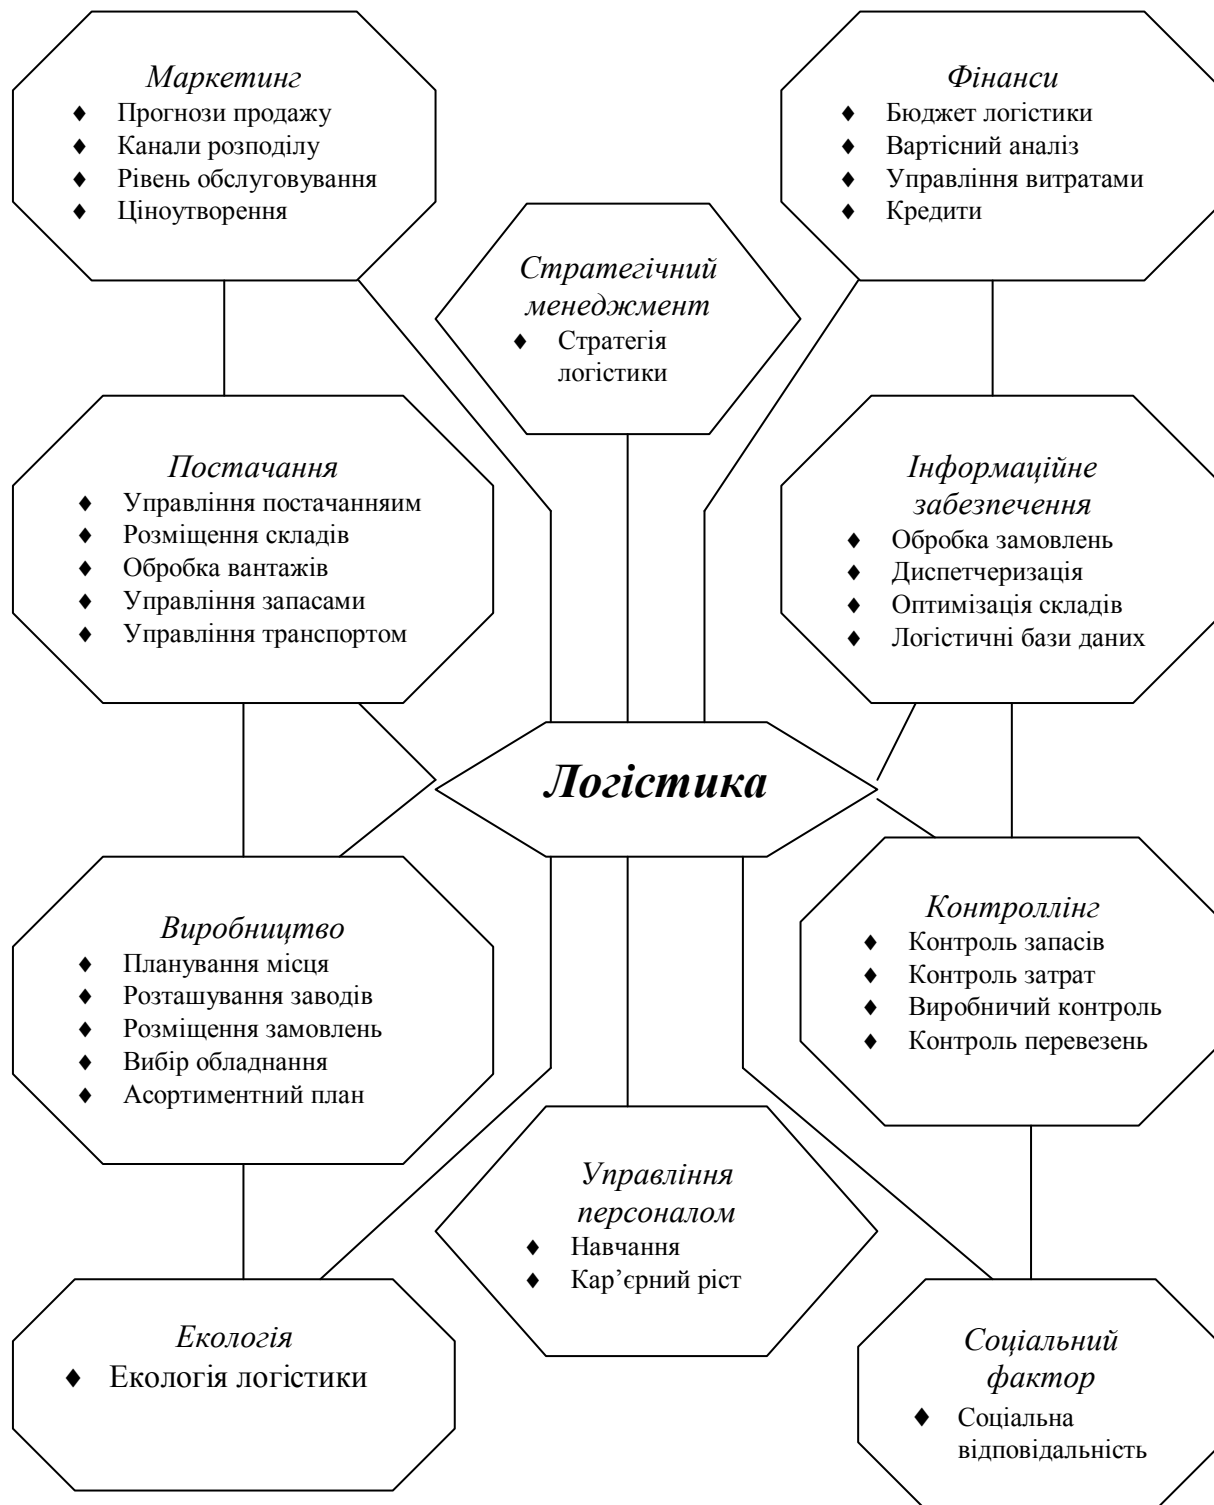 Маркетинг
♦ Прогнози продажу
♦ Канали розподілу
♦ Рівень обслуговування
♦ Ціноутворення
Фінанси
♦ Бюджет логістики
♦ Вартісний аналіз
♦ Управління витратами
♦ Кредити
Стратегічний
менеджмент
♦ Стратегія
логістики
Постачання
♦ Управління постачанняим
♦ Розміщення складів
♦ Обробка вантажів
♦ Управління запасами
♦ Управління транспортом
Інформаційне
забезпечення
♦ Обробка замовлень
♦ Диспетчеризація
♦ Оптимізація складів
♦ Логістичні бази даних
Логістика
Виробництво
♦ Планування місця
♦ Розташування заводів
♦ Розміщення замовлень
♦ Вибір обладнання
♦ Асортиментний план
Контроллінг
♦ Контроль запасів
♦ Контроль затрат
♦ Виробничий контроль
♦ Контроль перевезень
Управління
персоналом
♦ Навчання
♦ Кар’єрний ріст
Екологія
♦ Екологія логістики
Соціальний
фактор
♦ Соціальна
відповідальність